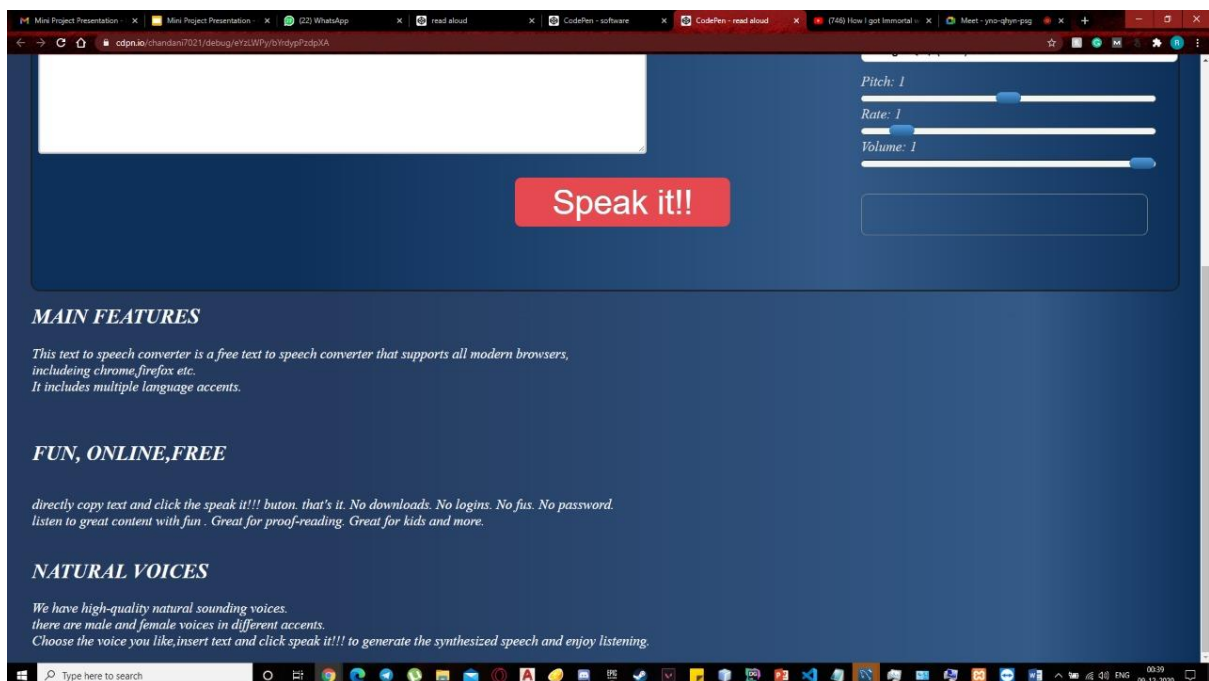 Mini Project Presentation -
Mini Project Presentation -
(22) WhatsApp
read aloud
CodePen - software
CodePen - read aloud
(746) How I got Immortal
Meet - yno-qhyn-psg
cdpn.io/chandani7021/debug/eYzLWPy/bYrdypPzdpXA
Pitch: 1
Rate: 1
Volume: 1
Speak it!!
MAIN FEATURES
This text to speech converter is a free text to speech converter that supports all modern browsers,
includeing chrome,firefox etc.
It includes multiple language accents.
FUN, ONLINE,FREE
directly copy text and click the speak it!!! buton. that's it. No downloads. No logins. No fus. No password.
listen to great content with fun . Great for proof-reading. Great for kids and more.
NATURAL VOICES
We have high-quality natural sounding voices.
there are male and female voices in different accents.
Choose the voice you like,insert text and click speak it!!! to generate the synthesized speech and enjoy listening.
Type here to search
ENG
00:39
09-12-2020